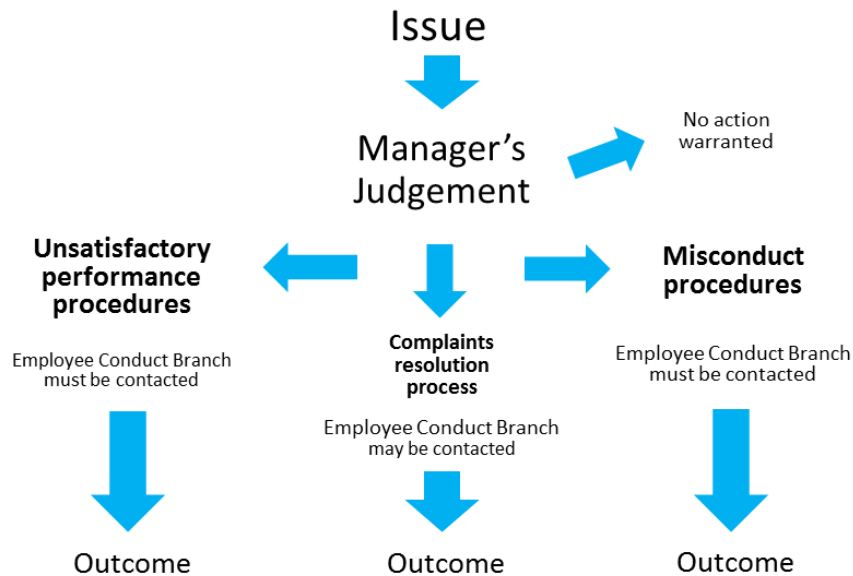 Issue
Manager’s
Judgement
No action
warranted
Unsatisfactory
performance
procedures
Employee Conduct Branch
must be contacted
Outcome
Complaints
resolution
process
Employee Conduct Branch
may be contacted
Outcome
Misconduct
procedures
Employee Conduct Branch
must be contacted
Outcome